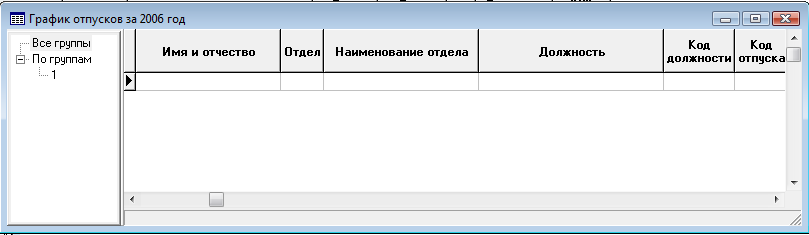 График отпусков за 2006 год
Все группы
По группам
1
Имя и отчество
Отдел
Наименование отдела
Должность
Код
должности
Код
отпуска